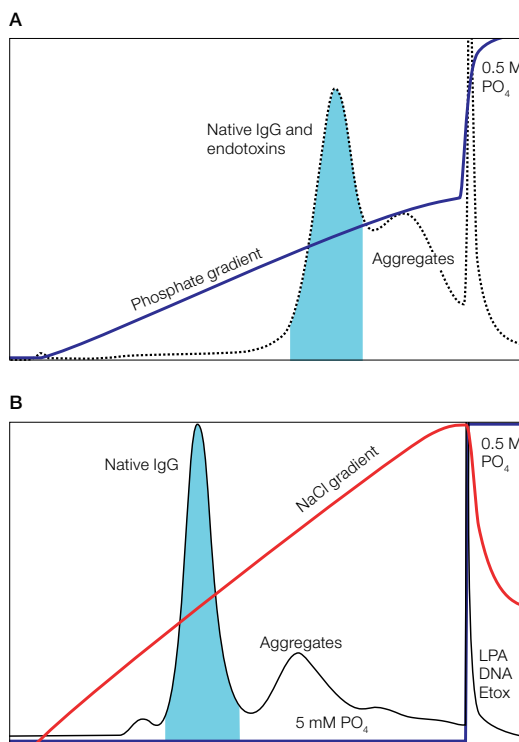 A
0.5 M
PO4
Native IgG and
endotoxins
Phosphate gradient
Aggregates
B
Native IgG
NaCl gradient
0.5 M
PO4
Aggregates
5 mM PO4
LPA
DNA
Etox